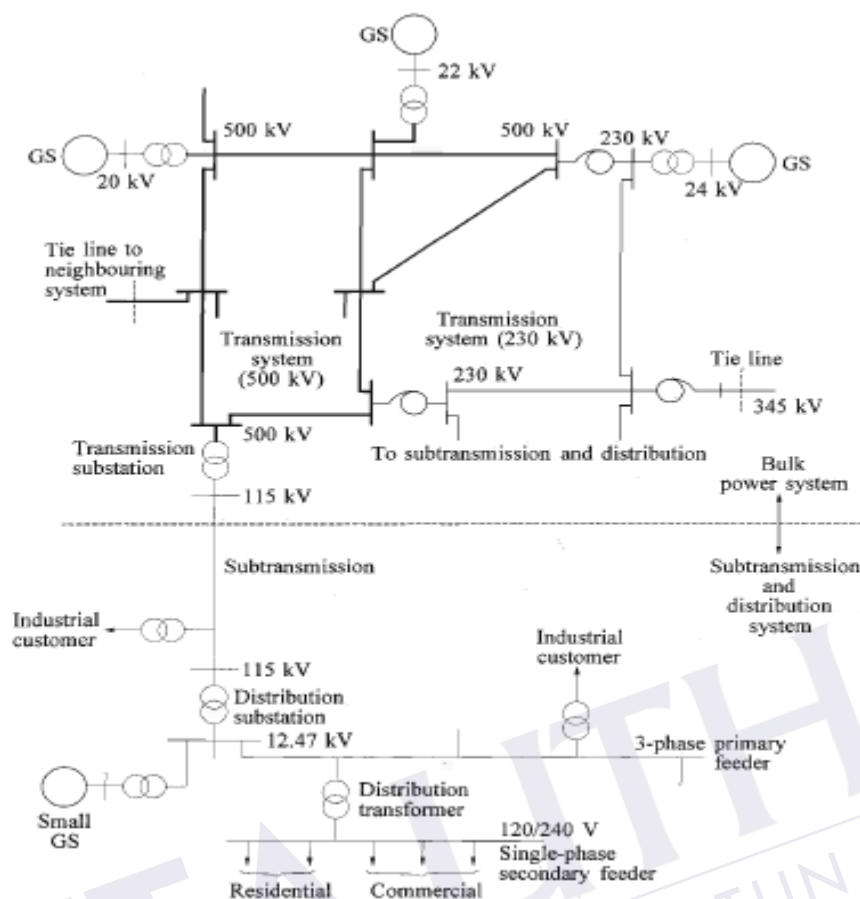 GS
22 kV
500 kV
500 kV
230 kV
GS
20 kV
24 kV
GS
Tie line to
neighbouring
system
Transmission
system
(500 kV)
Transmission
system (230 kV)
Tie line
230 kV
345 kV
500 kV
To subtransmission and distribution
Transmission
substation
115 kV
Bulk
power system
Subtransmission
Subtransmission
and
distribution
system
Industrial
customer
Industrial
customer
115 kV
Distribution
substation
12.47 kV
3-phase primary
feeder
Small
GS
Distribution
transformer
120/240 V
Single-phase
secondary feeder
Residential
Commercial
UTH